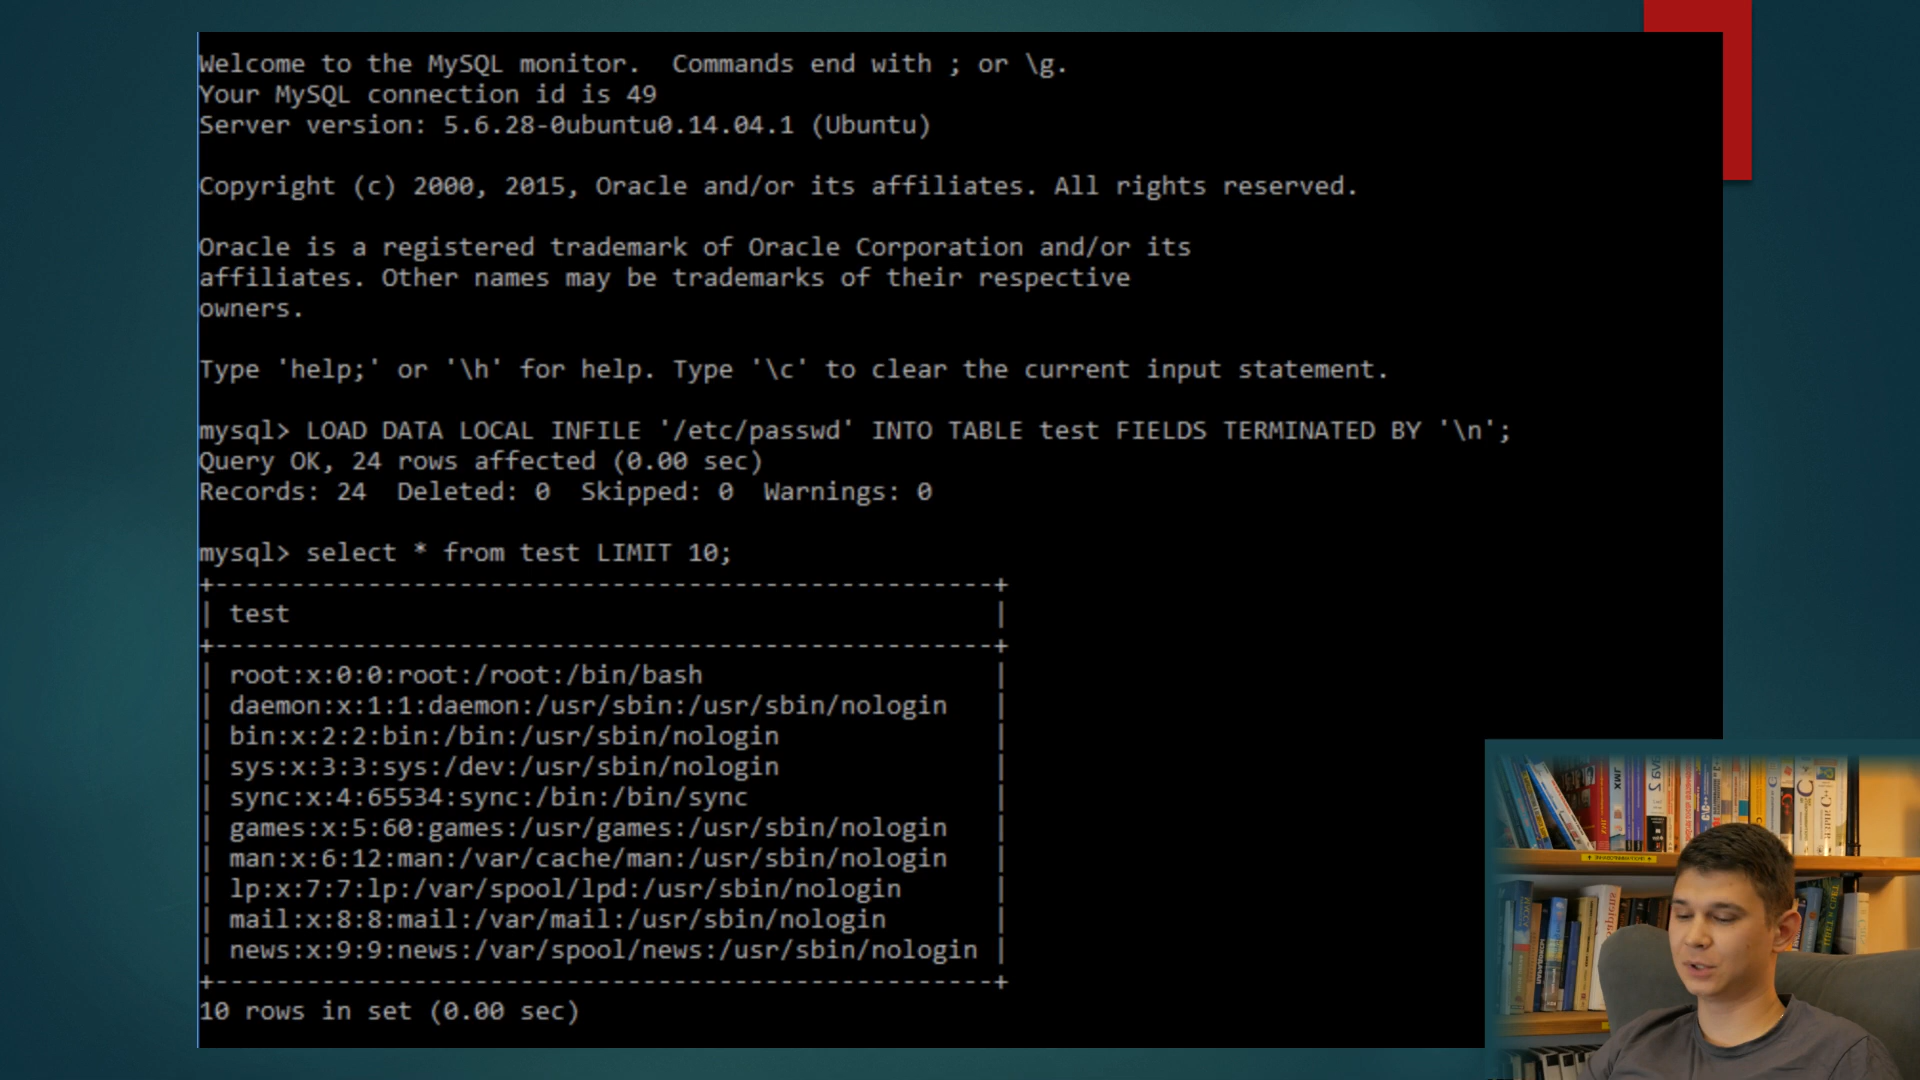 Welcome to the MySQL monitor.  Commands end with ; or \g.
Your MySQL connection id is 49
Server version: 5.6.28-0ubuntu0.14.04.1 (Ubuntu)
Copyright (c) 2000, 2015, Oracle and/or its affiliates. All rights reserved.
Oracle is a registered trademark of Oracle Corporation and/or its
affiliates. Other names may be trademarks of their respective
owners.
Type 'help;' or '\h' for help. Type '\c' to clear the current input statement.
mysql> LOAD DATA LOCAL INFILE '/etc/passwd' INTO TABLE test FIELDS TERMINATED BY '\n';
Query OK, 24 rows affected (0.00 sec)
Records: 24  Deleted: 0  Skipped: 0  Warnings: 0
mysql> select * from test LIMIT 10;
+---------------------------------------------------+
| test                                              |
+---------------------------------------------------+
| root:x:0:0:root:/root:/bin/bash                   |
| daemon:x:1:1:daemon:/usr/sbin:/usr/sbin/nologin   |
| bin:x:2:2:bin:/bin:/usr/sbin/nologin              |
| sys:x:3:3:sys:/dev:/usr/sbin/nologin              |
| sync:x:4:65534:sync:/bin:/bin/sync                |
| games:x:5:60:games:/usr/games:/usr/sbin/nologin   |
| man:x:6:12:man:/var/cache/man:/usr/sbin/nologin   |
| lp:x:7:7:lp:/var/spool/lpd:/usr/sbin/nologin      |
| mail:x:8:8:mail:/var/mail:/usr/sbin/nologin       |
| news:x:9:9:news:/var/spool/news:/usr/sbin/nologin |
+---------------------------------------------------+
10 rows in set (0.00 sec)
JMX